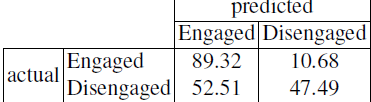 predicted
Engaged Disengaged
actual Engaged 89.32 10.68
Disengaged 52.51 47.49